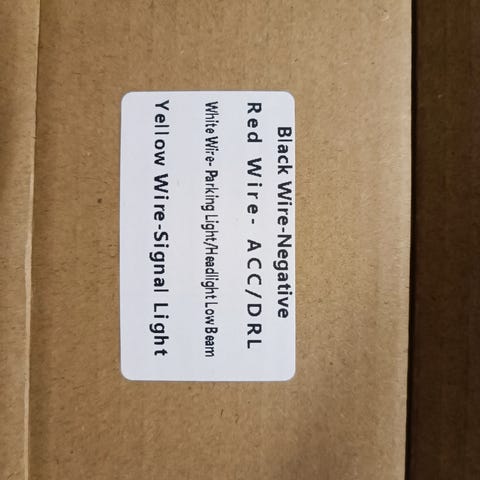 Black Wire-Negative
Red Wire- ACC/DRL
White Wire- Parking Light/Headlight Low Beam
Yellow Wire-Signal Light